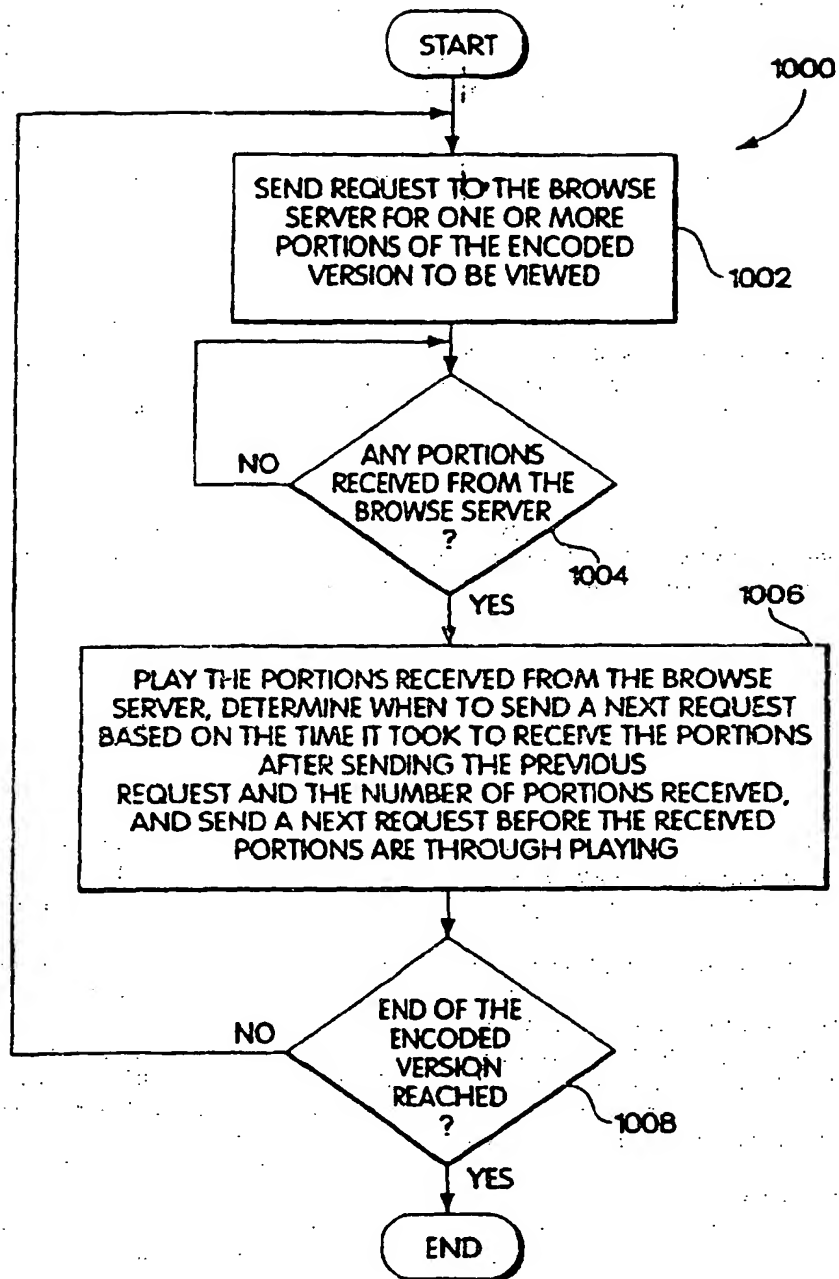 START
1000
SEND REQUEST TO THE BROWSE
SERVER FOR ONE OR MORE
PORTIONS OF THE ENCODED
VERSION TO BE VIEWED
1002
NO
ANY PORTIONS
RECEIVED FROM THE
BROWSE SERVER
?
1004
YES
1006
PLAY THE PORTIONS RECEIVED FROM THE BROWSE
SERVER, DETERMINE WHEN TO SEND A NEXT REQUEST
BASED ON THE TIME IT TOOK TO RECEIVE THE PORTIONS
AFTER SENDING THE PREVIOUS
REQUEST AND THE NUMBER OF PORTIONS RECEIVED,
AND SEND A NEXT REQUEST BEFORE THE RECEIVED
PORTIONS ARE THROUGH PLAYING
NO
END OF THE
ENCODED
VERSION
REACHED
?
1008
YES
END